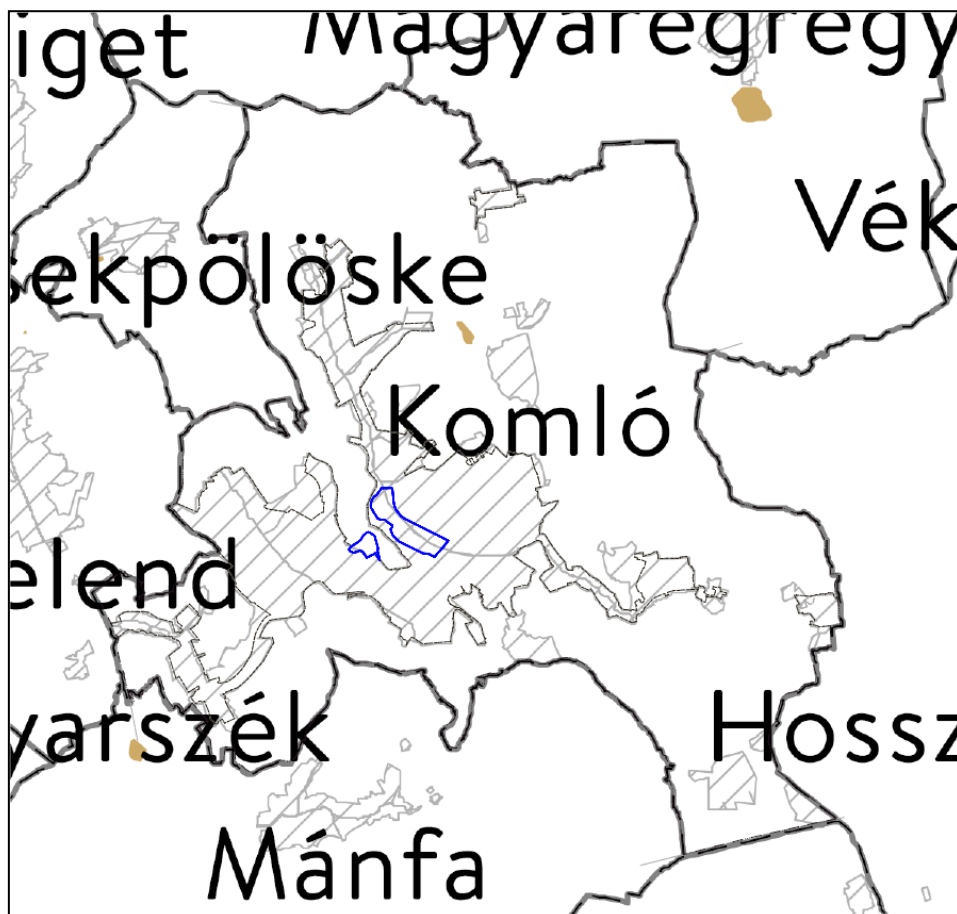 iget
Magyaregregy
Vék
sekpölöske
Komló
elend
yarszék
Hossz
Mánfa